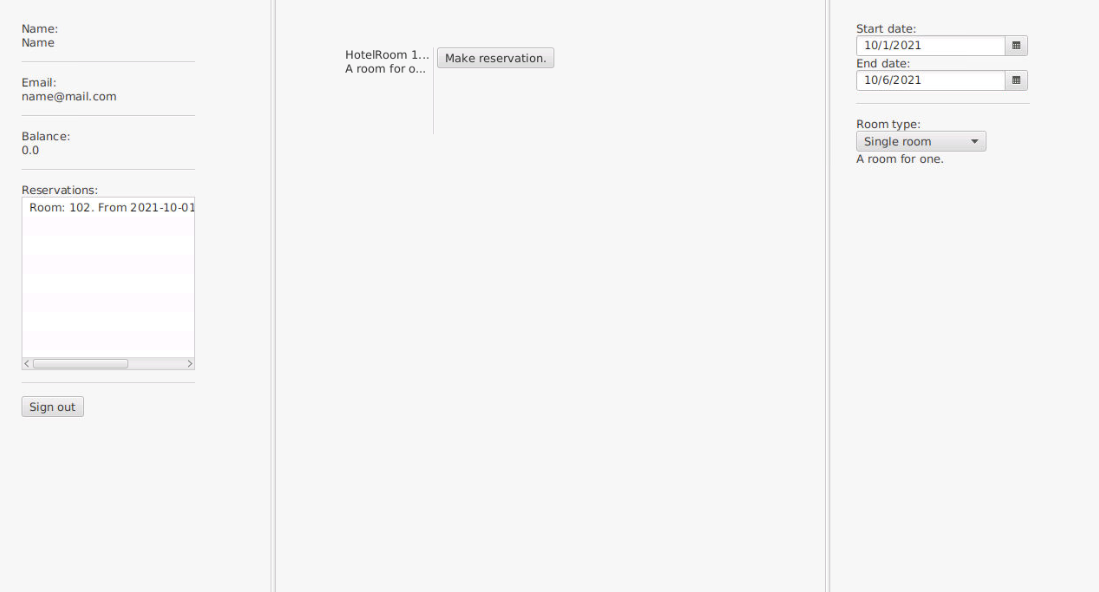 Name:
Name
Email:
name@mail.com
Balance:
0.0
Reservations:
Room: 102. From 2021-10-01
Sign out
HotelRoom 1...
A room for o...
Make reservation.
Start date:
10/1/2021
End date:
10/6/2021
Room type:
Single room
A room for one.